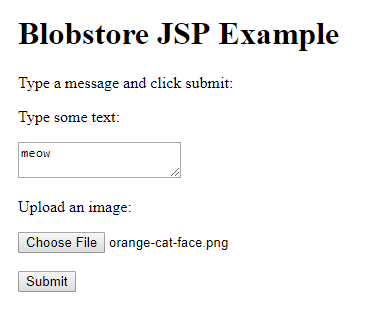 Blobstore JSP Example
Type a message and click submit:
Type some text:
meow
Upload an image:
Choose File orange-cat-face.png
Submit